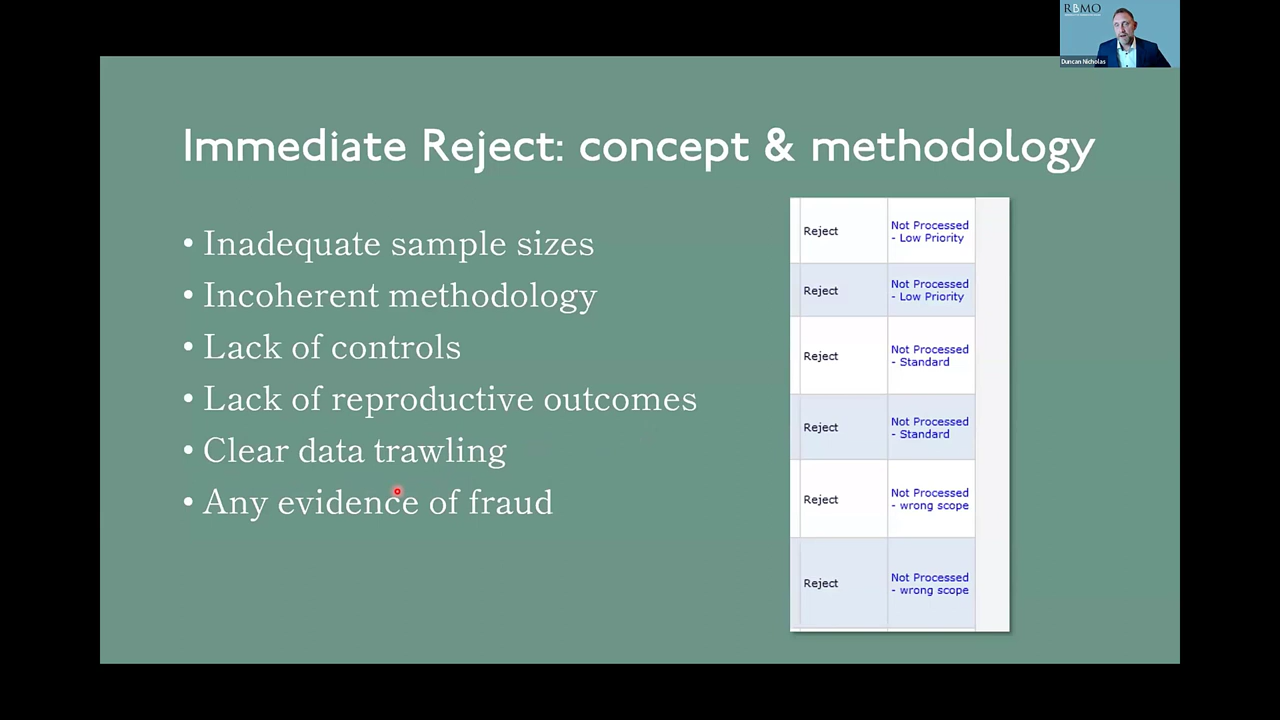 RBMO
Duncan Nicholas
Immediate Reject: concept & methodology
• Inadequate sample sizes
• Incoherent methodology
• Lack of controls
• Lack of reproductive outcomes
• Clear data trawling
• Any evidence of fraud
Reject
Not Processed
- Low Priority
Reject
Not Processed
- Low Priority
Reject
Not Processed
- Standard
Reject
Not Processed
- Standard
Reject
Not Processed
- wrong scope
Reject
Not Processed
- wrong scope